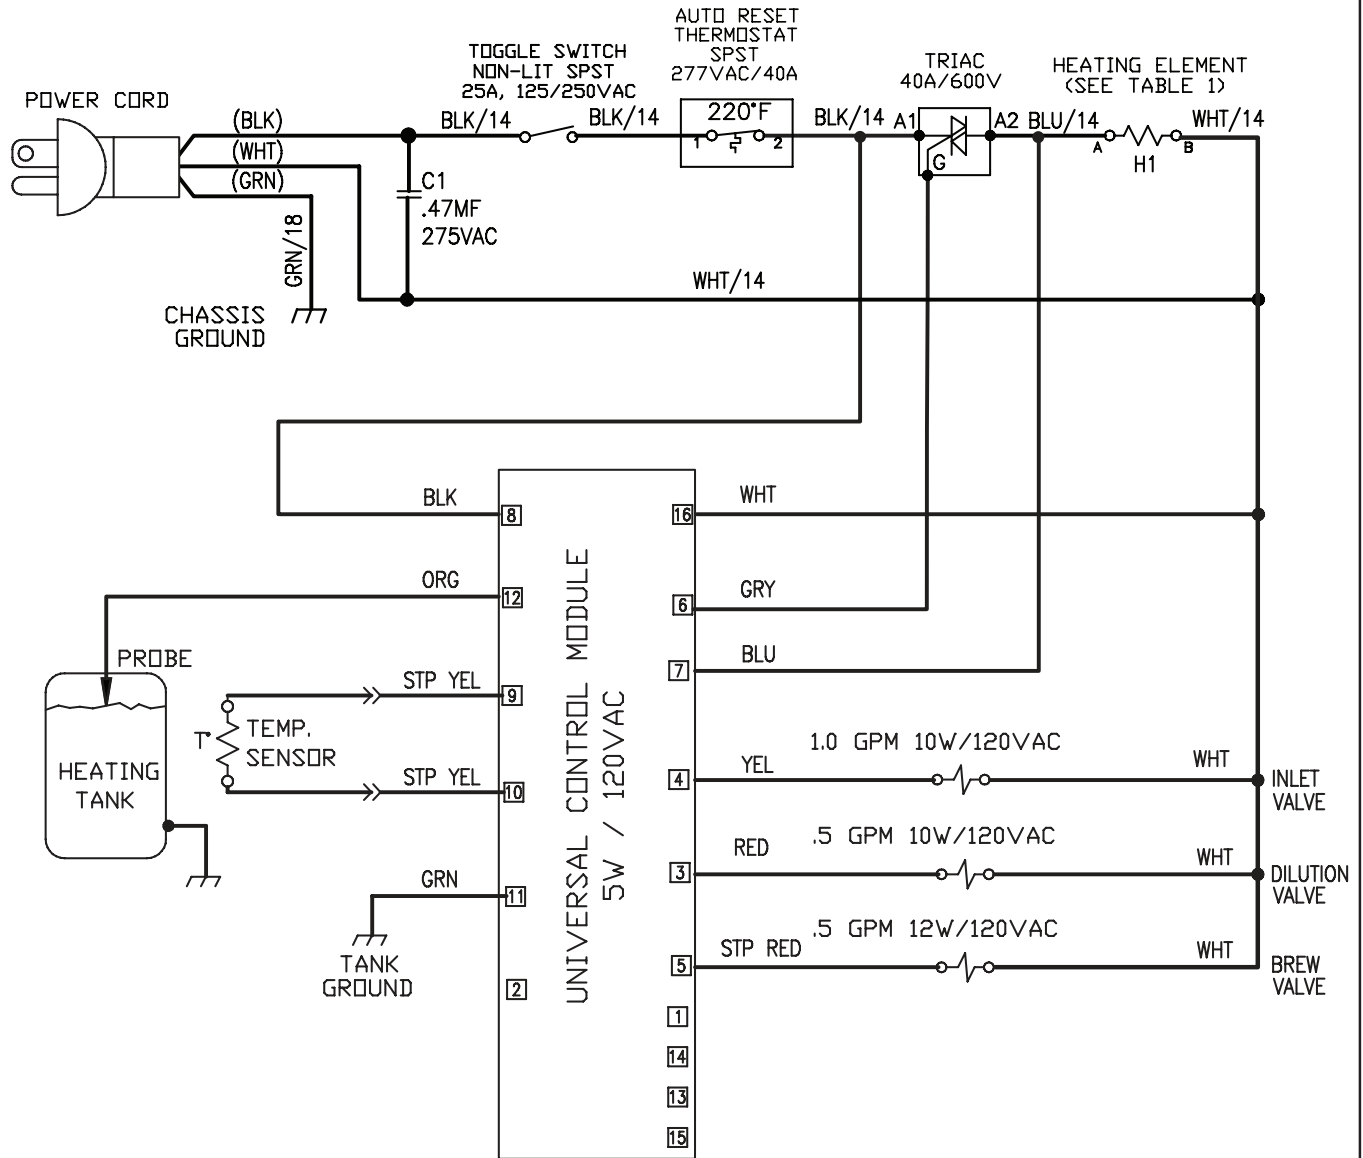 POWER CORD
(BLK)
(WHT)
(GRN)
GRN/18
CHASSIS
GROUND
C1
.47MF
275VAC
TOGGLE SWITCH
NON-LIT SPST
25A, 125/250VAC
BLK/14
BLK/14
AUTO RESET
THERMOSTAT
SPST
277VAC/40A
220°F
1
2
BLK/14
TRIAC
40A/600V
A1
A2
G
BLU/14
HEATING ELEMENT
(SEE TABLE 1)
A
B
H1
WHT/14
WHT/14
UNIVERSAL CONTROL MODULE
5W / 120VAC
BLK
8
ORG
12
PROBE
HEATING
TANK
STP YEL
9
T°
TEMP.
SENSOR
STP YEL
10
GRN
11
TANK
GROUND
2
16
WHT
6
GRY
7
BLU
4
YEL
1.0 GPM 10W/120VAC
WHT
INLET
VALVE
3
RED
.5 GPM 10W/120VAC
WHT
DILUTION
VALVE
5
STP RED
.5 GPM 12W/120VAC
WHT
BREW
VALVE
1
14
13
15